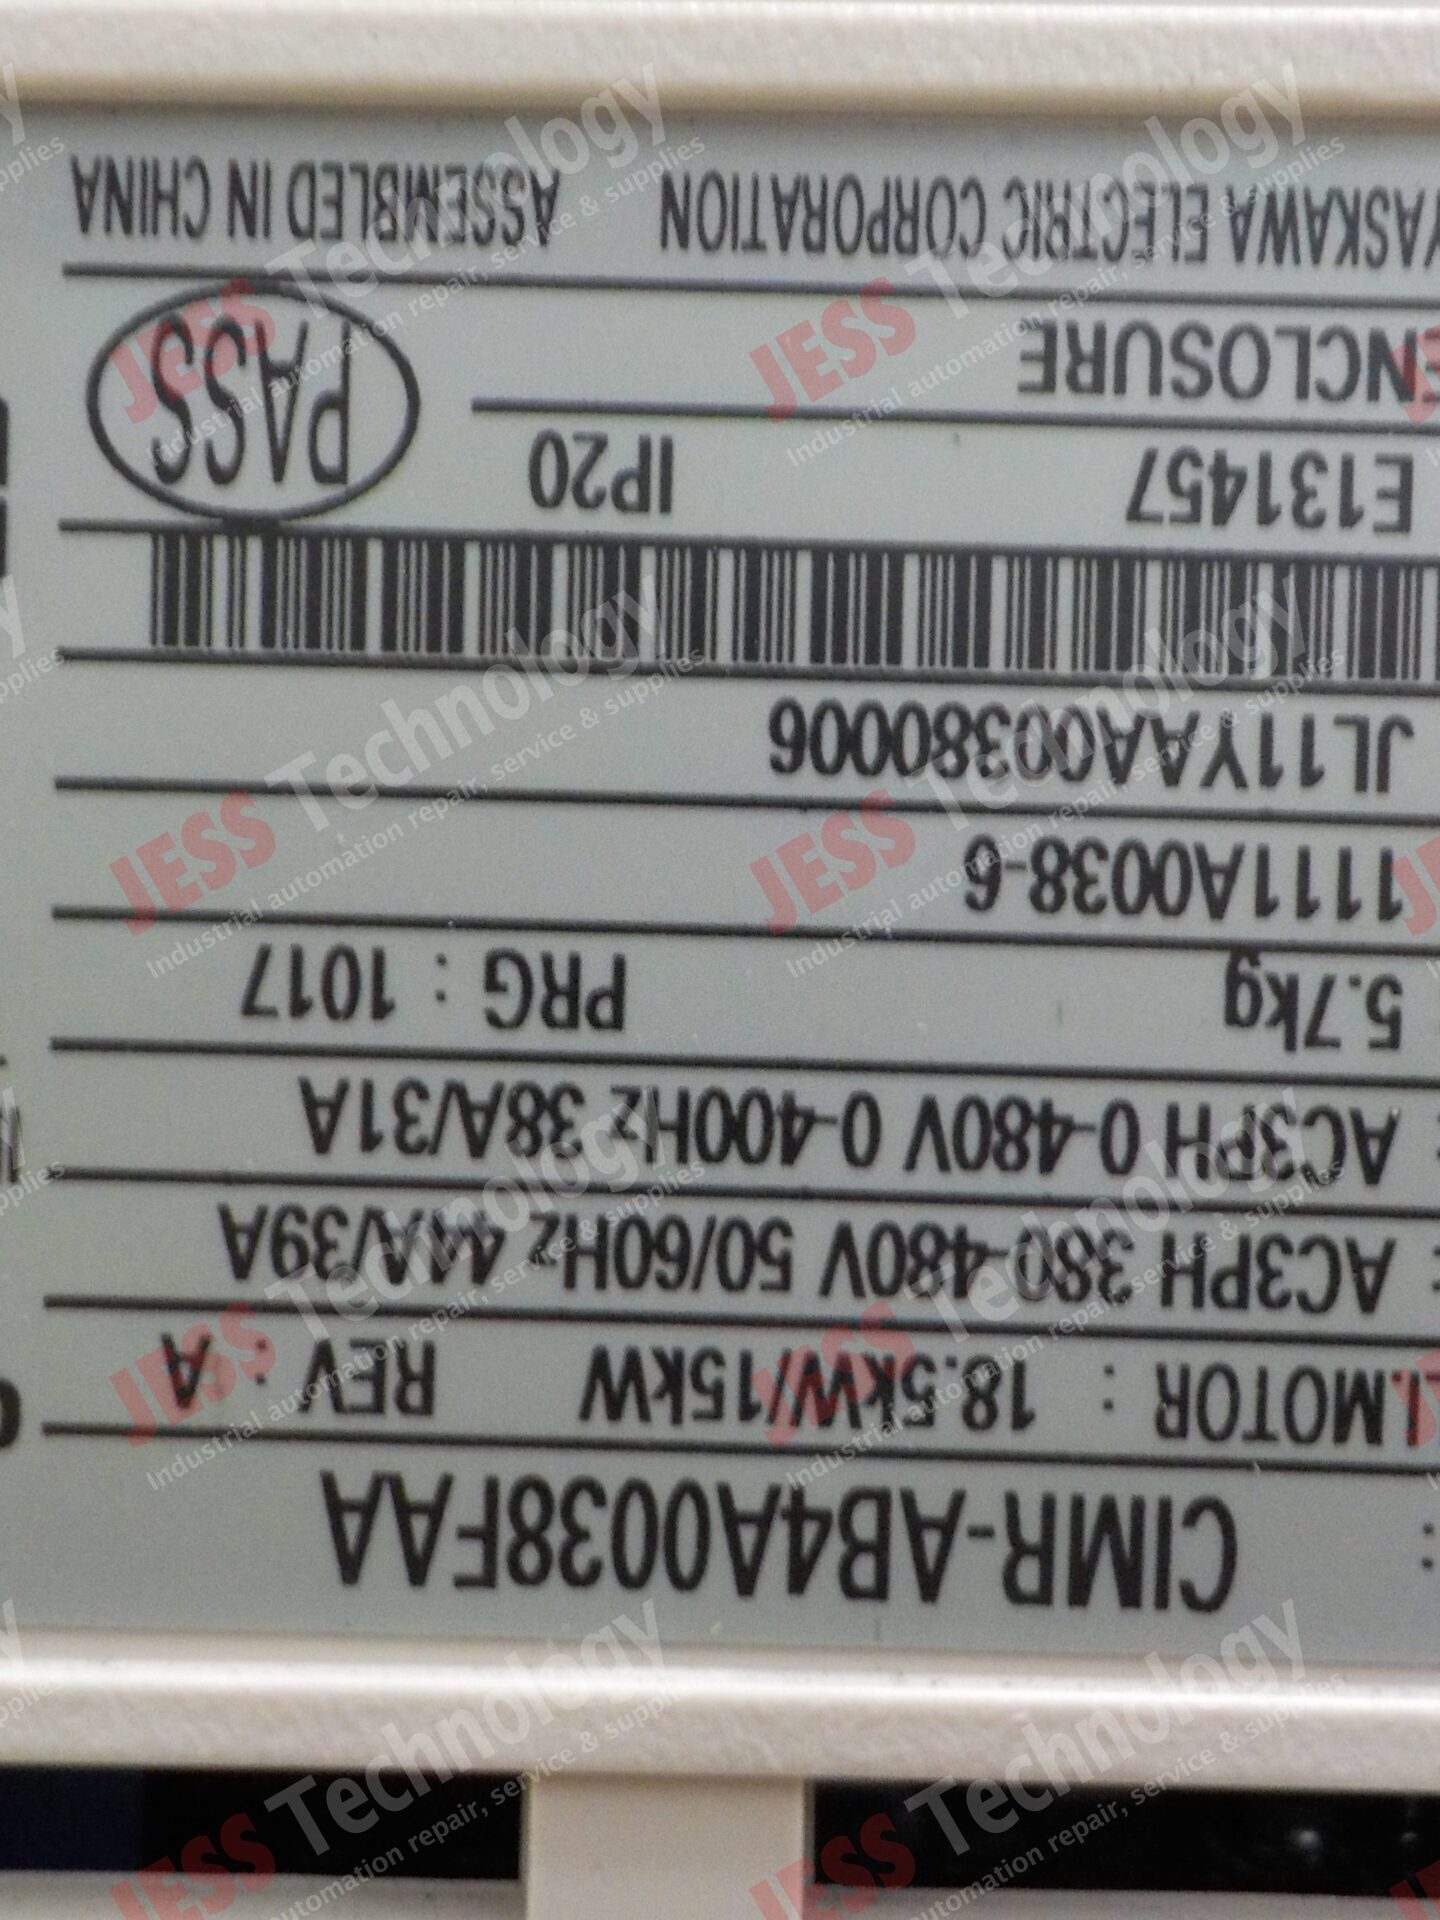 : CIMR-AB4A0038FAA
.MOTOR : 18.5kW/15kW REV : A
: AC3PH 380-480V 50/60Hz 44A/39A
: AC3PH 0-480V 0-400Hz 38A/31A
5.7kg PRG : 1017
1111A0038-6
JL11YAA00380006
E131457 IP20
ENCLOSURE PASS
YASKAWA ELECTRIC CORPORATION ASSEMBLED IN CHINA
JESS Technology
Industrial automation repair, service & supplies